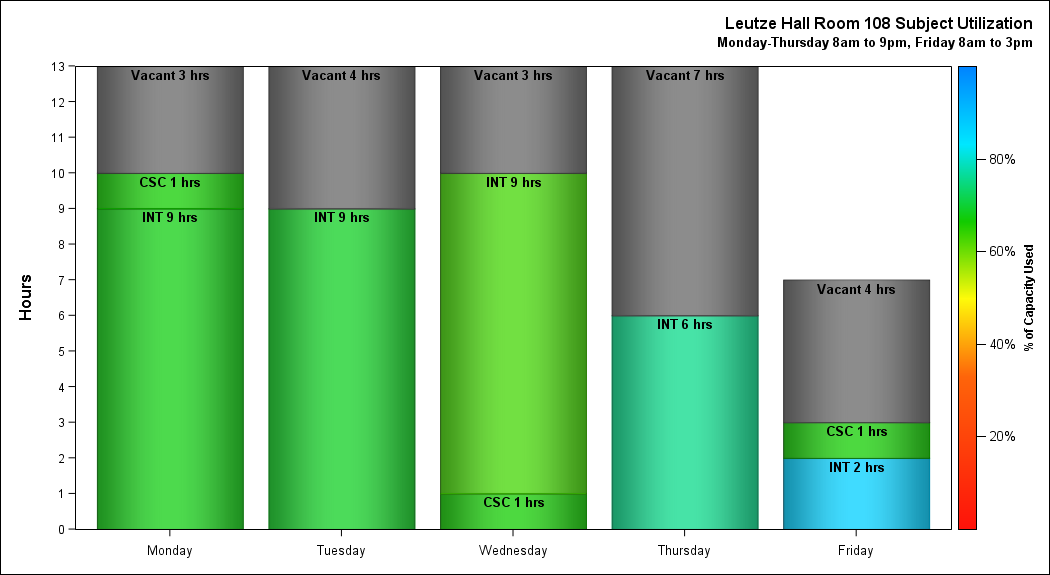 Leutze Hall Room 108 Subject Utilization
Monday-Thursday 8am to 9pm, Friday 8am to 3pm
Hours
13
12
11
10
9
8
7
6
5
4
3
2
1
0
Vacant 3 hrs
CSC 1 hrs
INT 9 hrs
Vacant 4 hrs
INT 9 hrs
Vacant 3 hrs
INT 9 hrs
CSC 1 hrs
Vacant 7 hrs
INT 6 hrs
Vacant 4 hrs
CSC 1 hrs
INT 2 hrs
Monday
Tuesday
Wednesday
Thursday
Friday
80%
60%
40%
20%
% of Capacity Used